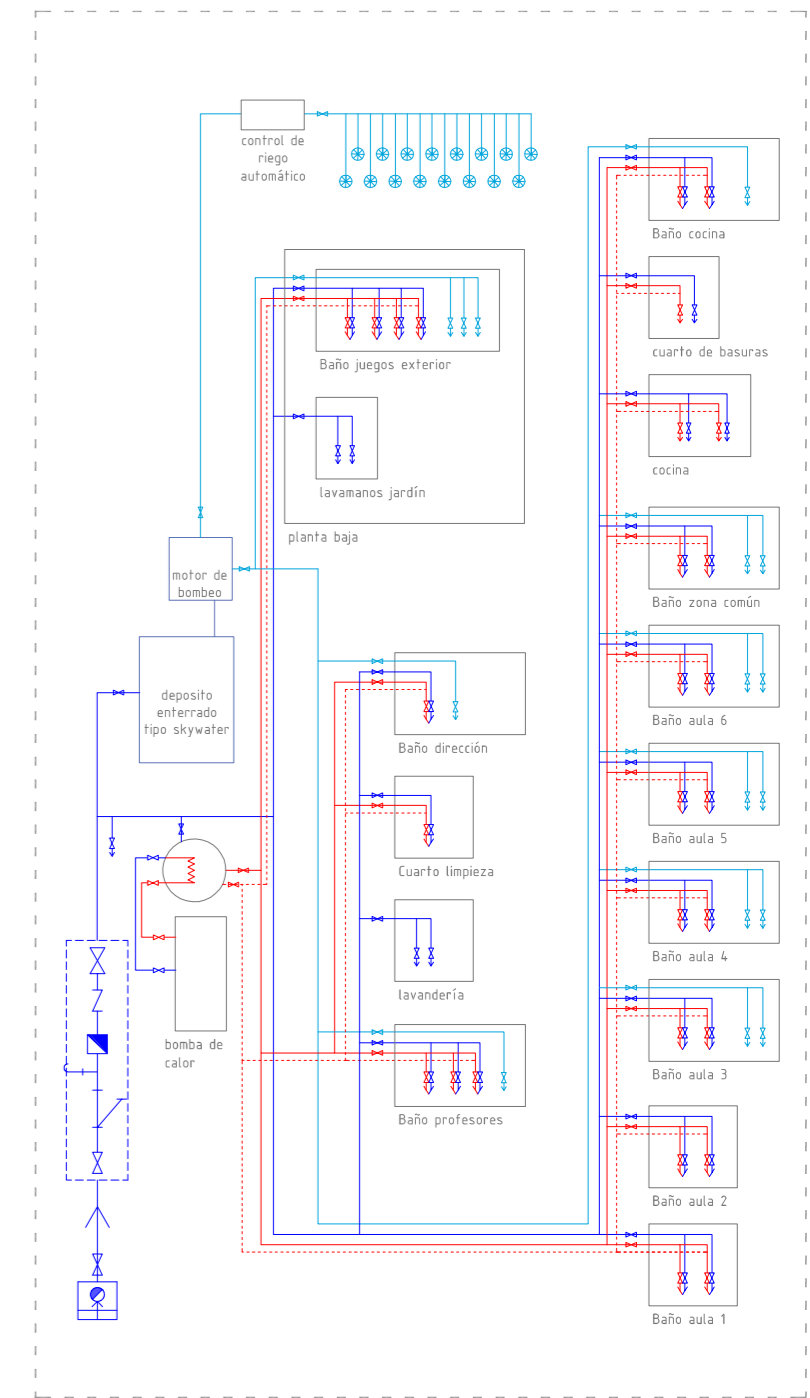 control de
riego
automático
Baño cocina
cuarto de basuras
cocina
Baño juegos exterior
lavamanos jardín
planta baja
motor de
bombeo
deposito
enterrado
tipo skywater
Baño zona común
Baño aula 6
Baño dirección
Baño aula 5
Cuarto limpieza
Baño aula 4
lavandería
bomba de
calor
Baño aula 3
Baño profesores
Baño aula 2
Baño aula 1